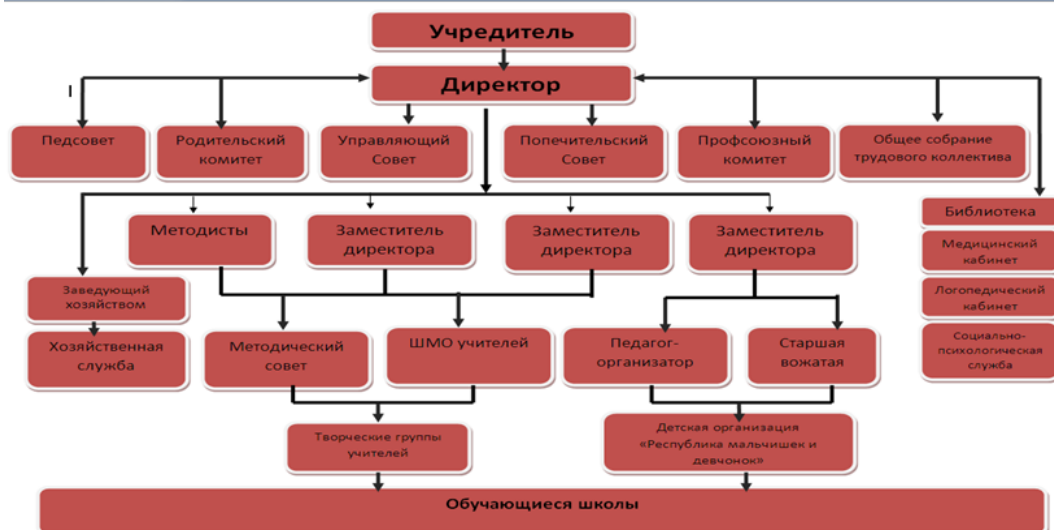 Учредитель
Директор
Педсовет
Родительский
комитет
Управляющий
Совет
Попечительский
Совет
Профсоюзный
комитет
Общее собрание
трудового коллектива
Методисты
Заместитель
директора
Заместитель
директора
Заместитель
директора
Библиотека
Медицинский
кабинет
Логопедический
кабинет
Социально-
психологическая
служба
Заведующий
хозяйством
Хозяйственная
служба
Методический
совет
ШМО учителей
Педагог-
организатор
Старшая
вожатая
Творческие группы
учителей
Детская организация
«Республика мальчишек и
девчонок»
Обучающиеся школы